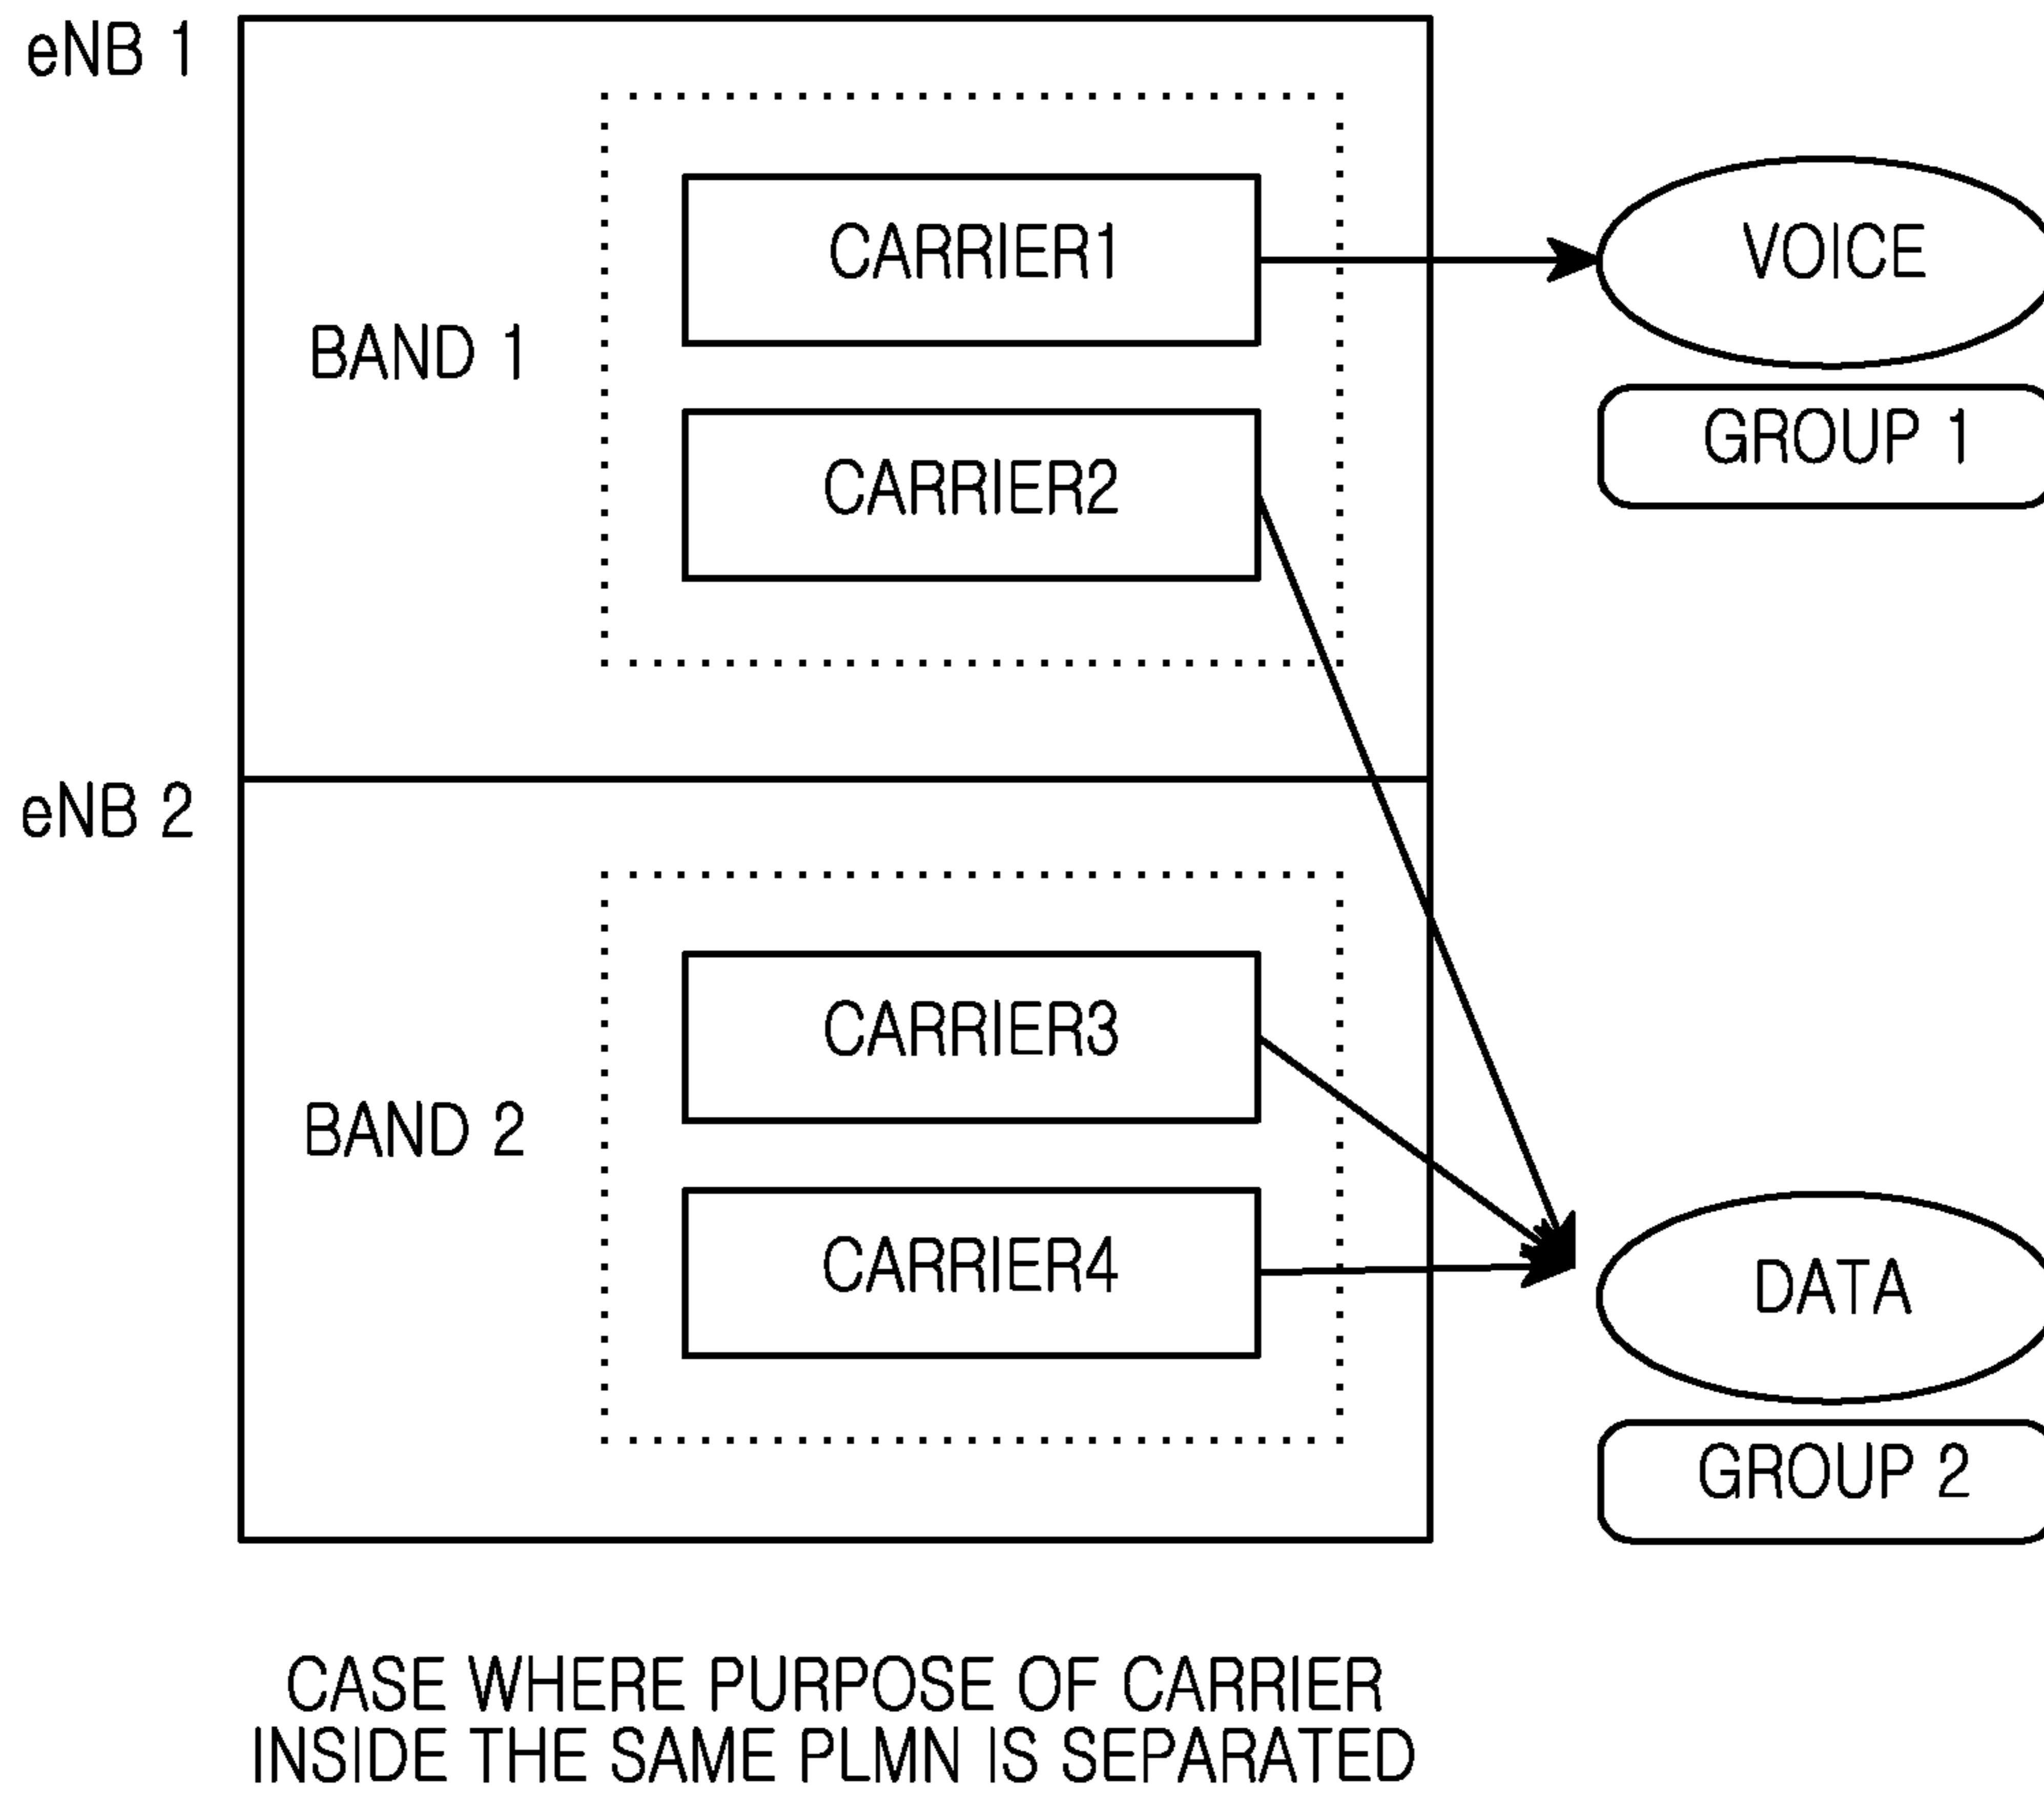 eNB 1
CARRIER1
VOICE
BAND 1
GROUP 1
CARRIER2
eNB 2
CARRIER3
BAND 2
CARRIER4
DATA
GROUP 2
CASE WHERE PURPOSE OF CARRIER
INSIDE THE SAME PLMN IS SEPARATED